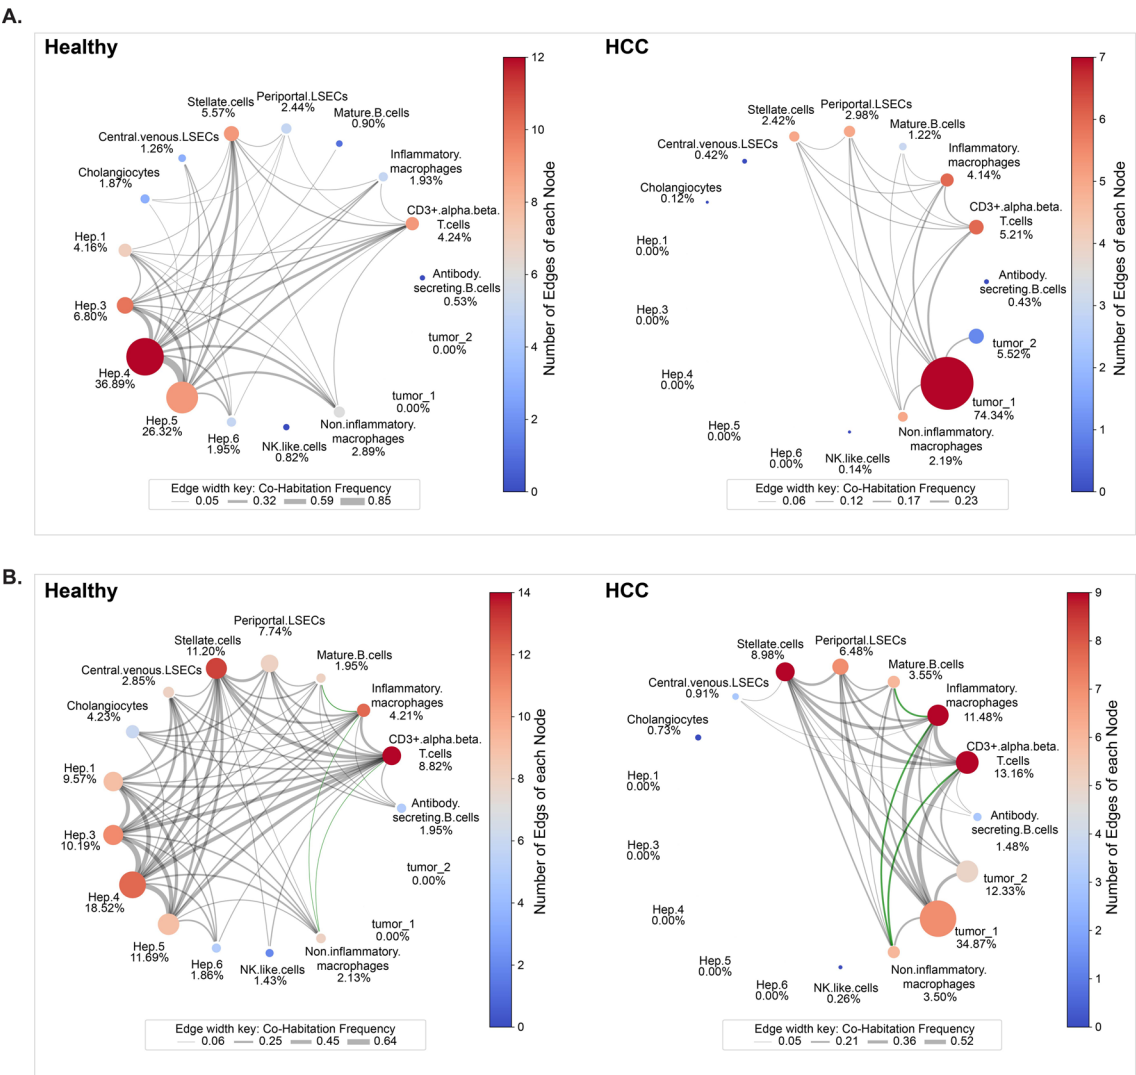 A.
Healthy
Stellate.cells
5.57%
Periportal.LSECs
2.44%
Mature.B.cells
0.90%
Central.venous.LSECs
1.26%
Inflammatory.
macrophages
1.93%
Cholangiocytes
1.87%
CD3+.alpha.beta.
T.cells
4.24%
Hep.1
4.16%
Antibody.
secreting.B.cells
0.53%
Hep.3
6.80%
tumor_2
0.00%
Hep.4
36.89%
tumor_1
0.00%
Hep.5
26.32%
Hep.6
1.95%
NK.like.cells
0.82%
Non.inflammatory.
macrophages
2.89%
Edge width key: Co-Habitation Frequency
0.05 0.32 0.59 0.85
12
10
8
6
4
2
0
Number of Edges of each Node
HCC
Stellate.cells
2.42%
Periportal.LSECs
2.98%
Mature.B.cells
1.22%
Central.venous.LSECs
0.42%
Inflammatory.
macrophages
4.14%
Cholangiocytes
0.12%
CD3+.alpha.beta.
T.cells
5.21%
Hep.1
0.00%
Antibody.
secreting.B.cells
0.43%
Hep.3
0.00%
tumor_2
5.52%
Hep.4
0.00%
tumor_1
74.34%
Hep.5
0.00%
Hep.6
0.00%
NK.like.cells
0.14%
Non.inflammatory.
macrophages
2.19%
Edge width key: Co-Habitation Frequency
0.06 0.12 0.17 0.23
7
6
5
4
3
2
1
0
Number of Edges of each Node
B.
Healthy
Stellate.cells
11.20%
Periportal.LSECs
7.74%
Mature.B.cells
1.95%
Central.venous.LSECs
2.85%
Inflammatory.
macrophages
4.21%
Cholangiocytes
4.23%
CD3+.alpha.beta.
T.cells
8.82%
Hep.1
9.57%
Antibody.
secreting.B.cells
1.95%
Hep.3
10.19%
tumor_2
0.00%
Hep.4
18.52%
tumor_1
0.00%
Hep.5
11.69%
Hep.6
1.86%
NK.like.cells
1.43%
Non.inflammatory.
macrophages
2.13%
Edge width key: Co-Habitation Frequency
0.06 0.25 0.45 0.64
14
12
10
8
6
4
2
0
Number of Edges of each Node
HCC
Stellate.cells
8.98%
Periportal.LSECs
6.48%
Mature.B.cells
3.55%
Central.venous.LSECs
0.91%
Inflammatory.
macrophages
11.48%
Cholangiocytes
0.73%
CD3+.alpha.beta.
T.cells
13.16%
Hep.1
0.00%
Antibody.
secreting.B.cells
1.48%
Hep.3
0.00%
tumor_2
12.33%
Hep.4
0.00%
tumor_1
34.87%
Hep.5
0.00%
Hep.6
0.00%
NK.like.cells
0.26%
Non.inflammatory.
macrophages
3.50%
Edge width key: Co-Habitation Frequency
0.05 0.21 0.36 0.52
9
8
7
6
5
4
3
2
1
0
Number of Edges of each Node